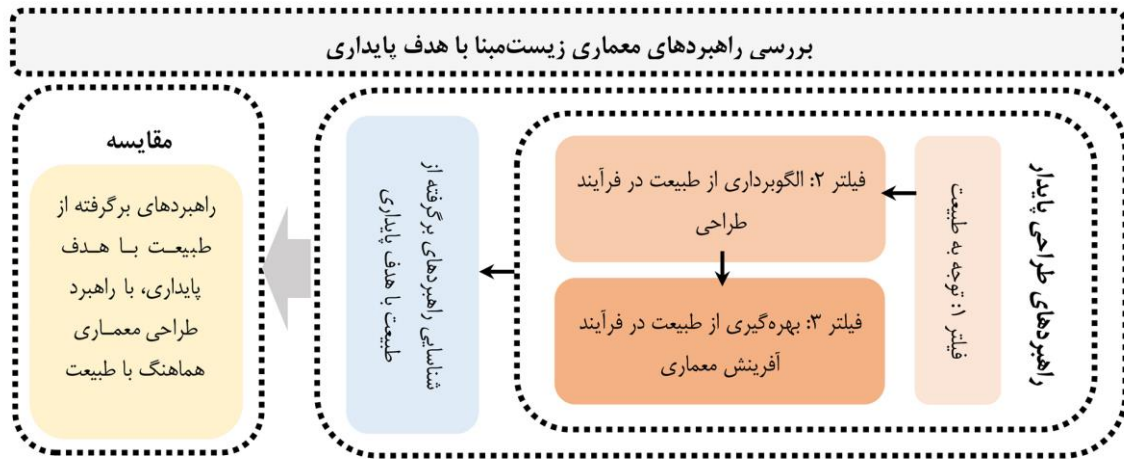 بررسی راهبردهای معماری زیست‌مبنا با هدف پایداری
راهبردهای طراحی پایدار
فیلتر ۱: توجه به طبیعت
فیلتر ۲: الگوبرداری از طبیعت در فرآیند
طراحی
فیلتر ۳: بهره‌گیری از طبیعت در فرآیند
آفرینش معماری
شناسایی راهبردهای برگرفته از
طبیعت با هدف پایداری
مقایسه
راهبردهای برگرفته از
طبیعت با هدف
پایداری، با راهبرد
طراحی معماری
هماهنگ با طبیعت